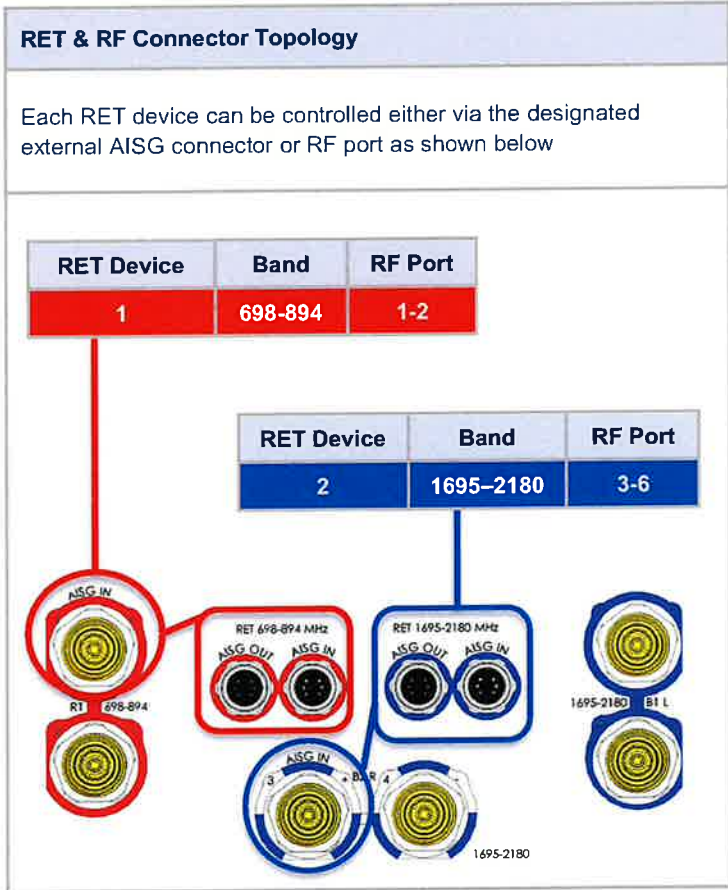 RET & RF Connector Topology
Each RET device can be controlled either via the designated
external AISG connector or RF port as shown below
RET Device Band RF Port
1 698-894 1-2
RET Device Band RF Port
2 1695–2180 3-6
AISG IN
R1 698-894
RET 698-894 MHz
AISG OUT AISG IN
RET 1695-2180 MHz
AISG OUT AISG IN
1695-2180 B1 L
AISG IN
3 + B2 R 4 -
1695-2180